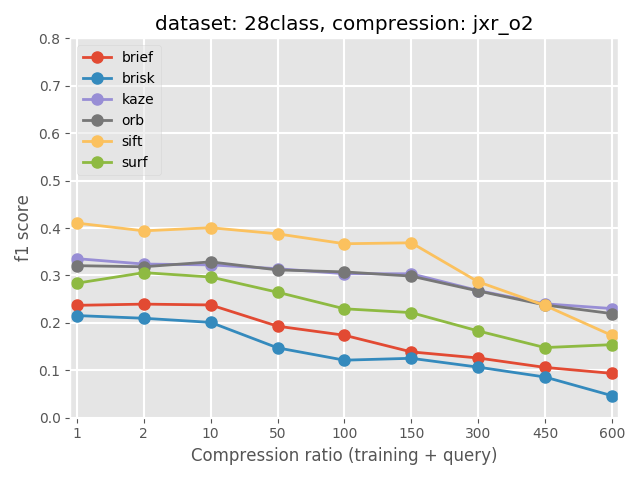 dataset: 28class, compression: jxr_o2
f1 score
0.8
0.7
0.6
0.5
0.4
0.3
0.2
0.1
0.0
brief
brisk
kaze
orb
sift
surf
1 2 10 50 100 150 300 450 600
Compression ratio (training + query)